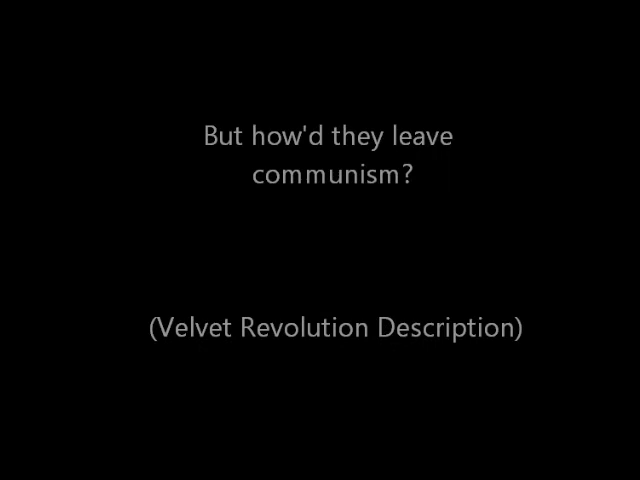 But how'd they leave
communism?
(Velvet Revolution Description)